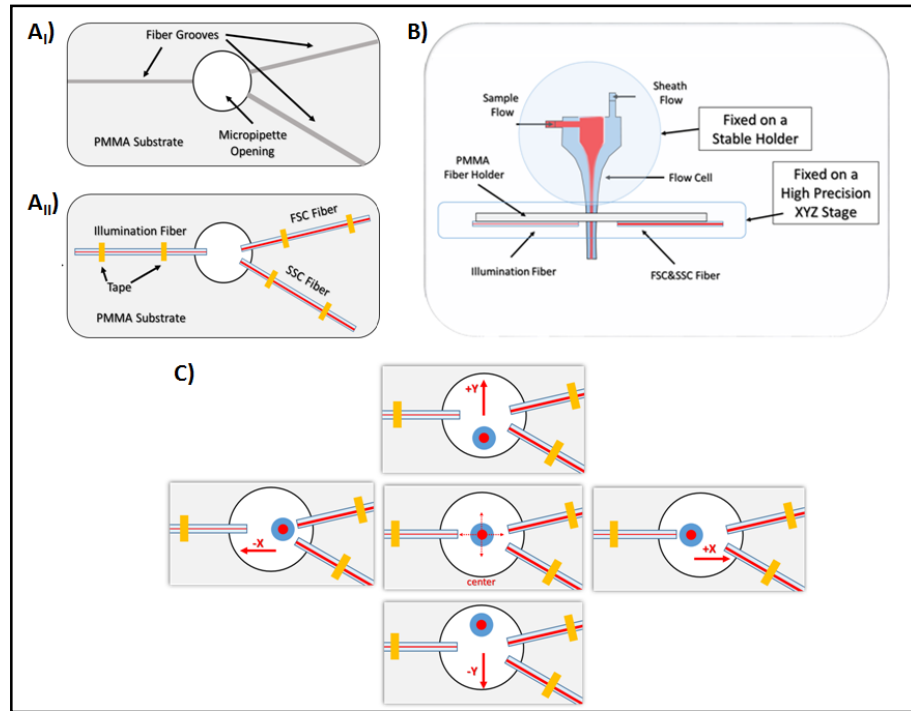 A_I)
Fiber Grooves
PMMA Substrate
Micropipette
Opening
A_II)
Illumination Fiber
FSC Fiber
SSC Fiber
Tape
PMMA Substrate
B)
Sample
Flow
Sheath
Flow
Fixed on a
Stable Holder
PMMA
Fiber Holder
Flow Cell
Fixed on a
High Precision
XYZ Stage
Illumination Fiber
FSC&SSC Fiber
C)
+Y
-X
center
+X
-Y